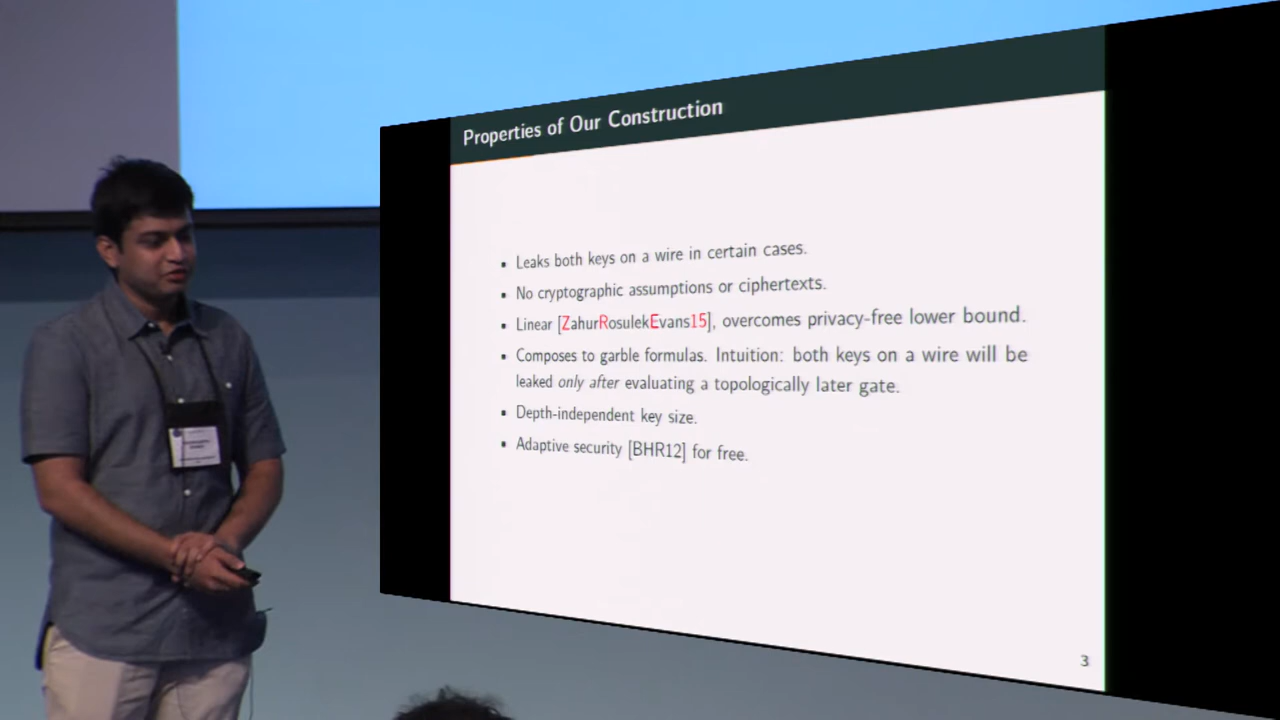 Properties of Our Construction
• Leaks both keys on a wire in certain cases.
• No cryptographic assumptions or ciphertexts.
• Linear [ZahurRosulekEvans15], overcomes privacy-free lower bound.
• Composes to garble formulas. Intuition: both keys on a wire will be
leaked only after evaluating a topologically later gate.
• Depth-independent key size.
• Adaptive security [BHR12] for free.
3